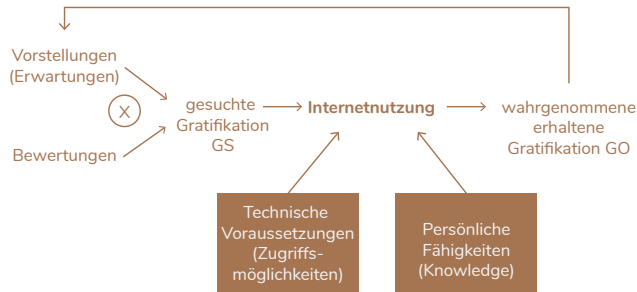 Vorstellungen
(Erwartungen)
X
Bewertungen
gesuchte
Gratifikation
GS
Internetnutzung
wahrgenommene
erhaltene
Gratifikation GO
Technische
Voraussetzungen
(Zugriffs-
möglichkeiten)
Persönliche
Fähigkeiten
(Knowledge)